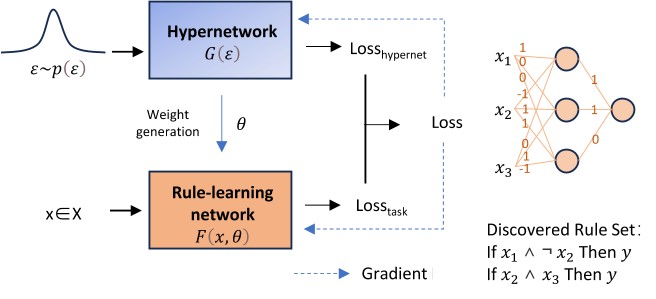 Hypernetwork
G(ε)
ε~p(ε)
Loss_hypernet
Weight
generation
θ
Loss
Rule-learning
network
F(x, θ)
x∈X
Loss_task
Gradient
x₁
1
0
0
x₂
-1
1
1
x₃
0
1
-1
1
1
0
Discovered Rule Set:
If x₁ ∧ ¬ x₂ Then y
If x₂ ∧ x₃ Then y